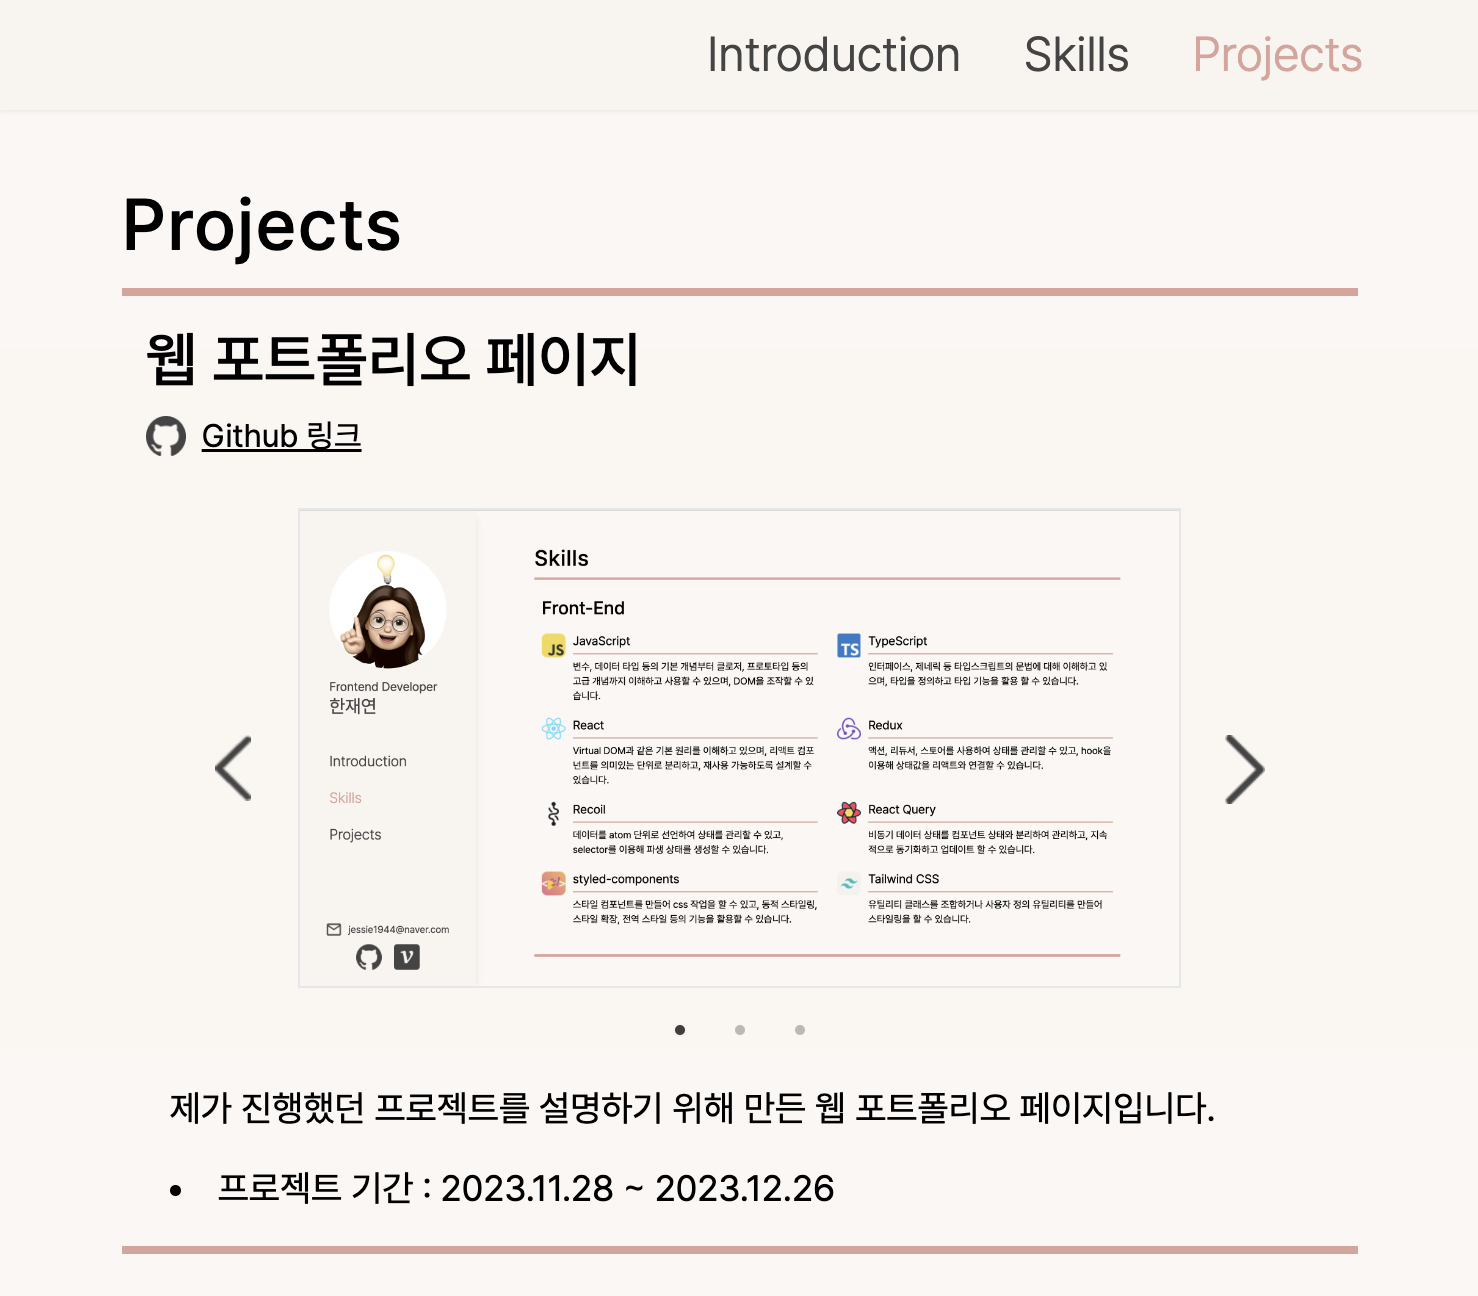 Introduction Skills Projects
Projects
웹 포트폴리오 페이지
Github 링크
Frontend Developer
한재연
Introduction
Skills
Projects
jessie1944@naver.com
V
Skills
Front-End
JS JavaScript
변수, 데이터 타입 등의 기본 개념부터 클로저, 프로토타입 등의
고급 개념까지 이해하고 사용할 수 있으며, DOM을 조작할 수 있
습니다.
TS TypeScript
인터페이스, 제네릭 등 타입스크립트의 문법에 대해 이해하고 있
으며, 타입을 정의하고 타입 기능을 활용 할 수 있습니다.
React
Virtual DOM과 같은 기본 원리를 이해하고 있으며, 리액트 컴포
넌트를 의미있는 단위로 분리하고, 재사용 가능하도록 설계할 수
있습니다.
Redux
액션, 리듀서, 스토어를 사용하여 상태를 관리할 수 있고, hook을
이용해 상태값을 리액트와 연결할 수 있습니다.
Recoil
데이터를 atom 단위로 선언하여 상태를 관리할 수 있고,
selector를 이용해 파생 상태를 생성할 수 있습니다.
React Query
비동기 데이터 상태를 컴포넌트 상태와 분리하여 관리하고, 지속
적으로 동기화하고 업데이트 할 수 있습니다.
styled-components
스타일 컴포넌트를 만들어 css 작업을 할 수 있고, 동적 스타일링,
스타일 확장, 전역 스타일 등의 기능을 활용할 수 있습니다.
Tailwind CSS
유틸리티 클래스를 조합하거나 사용자 정의 유틸리티를 만들어
스타일링을 할 수 있습니다.
제가 진행했던 프로젝트를 설명하기 위해 만든 웹 포트폴리오 페이지입니다.
• 프로젝트 기간 : 2023.11.28 ~ 2023.12.26